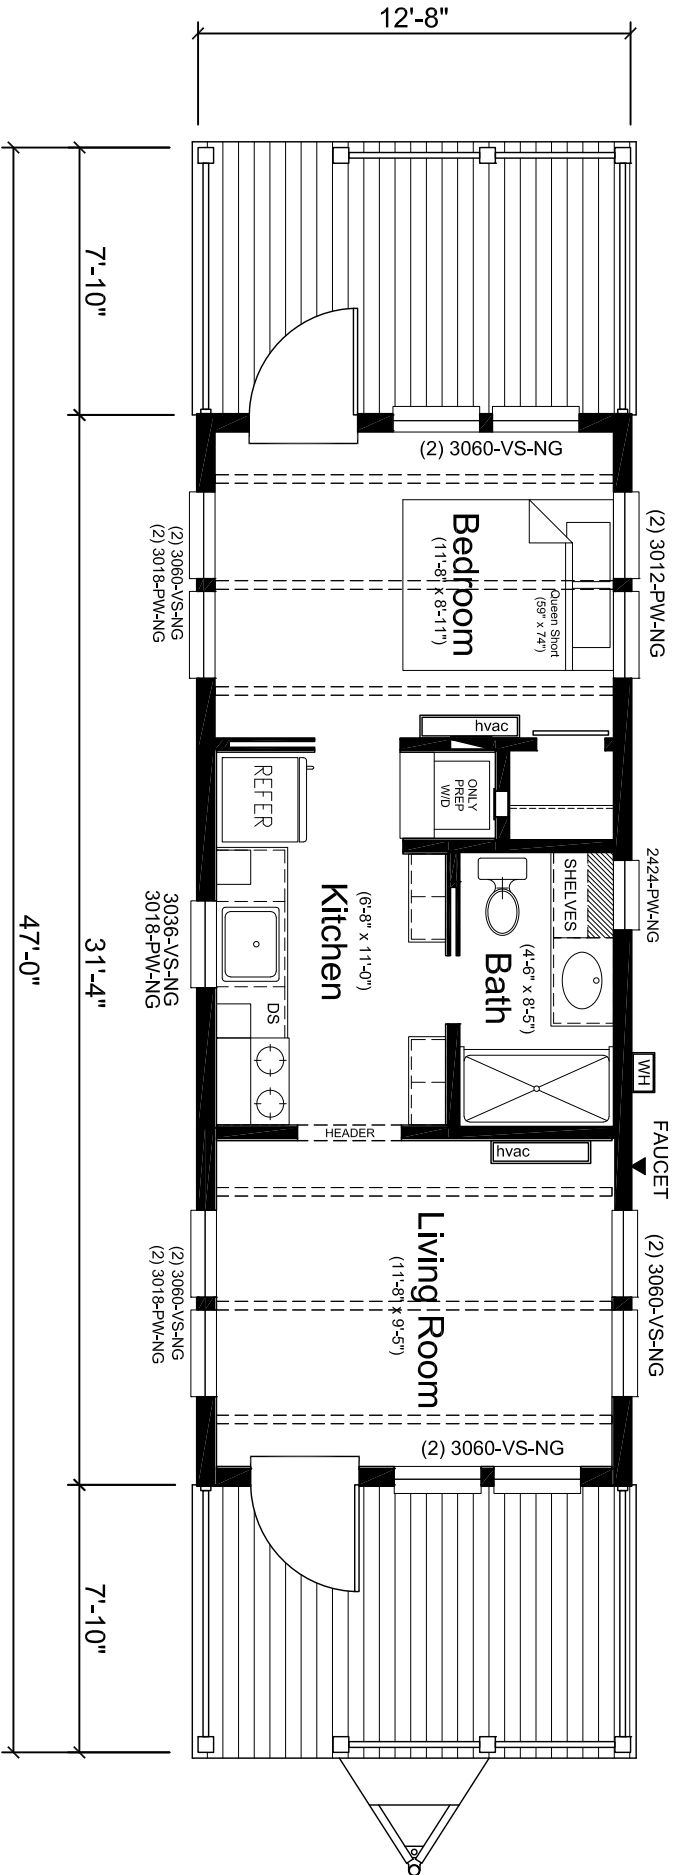 12'-8"
7'-10"
31'-4"
7'-10"
47'-0"
(2) 3060-VS-NG
(2) 3012-PW-NG
Bedroom
(11'-8" x 8'-11")
Queen Short
(59" x 74")
(2) 3060-VS-NG
(2) 3018-PW-NG
hvac
REFER
ONLY
PREP
W/D
2424-PW-NG
SHELVES
Kitchen
(6'-8" x 11'-0")
Bath
(4'-6" x 8'-5")
3036-VS-NG
3018-PW-NG
DS
WH
FAUCET
HEADER
hvac
(2) 3060-VS-NG
Living Room
(11'-8" x 9'-5")
(2) 3060-VS-NG
(2) 3018-PW-NG
(2) 3060-VS-NG